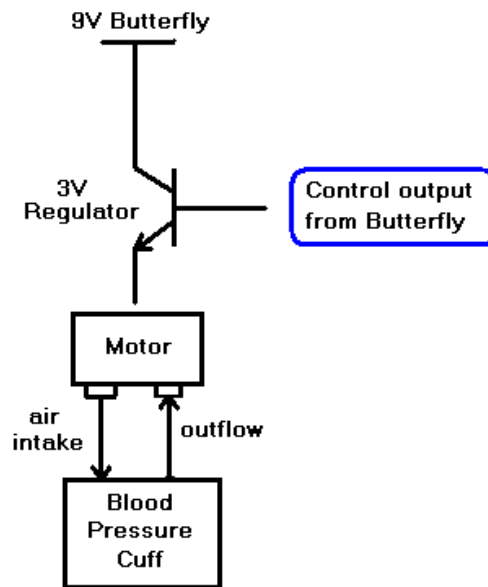 9V Butterfly
3V
Regulator
Control output
from Butterfly
Motor
air
intake
outflow
Blood
Pressure
Cuff